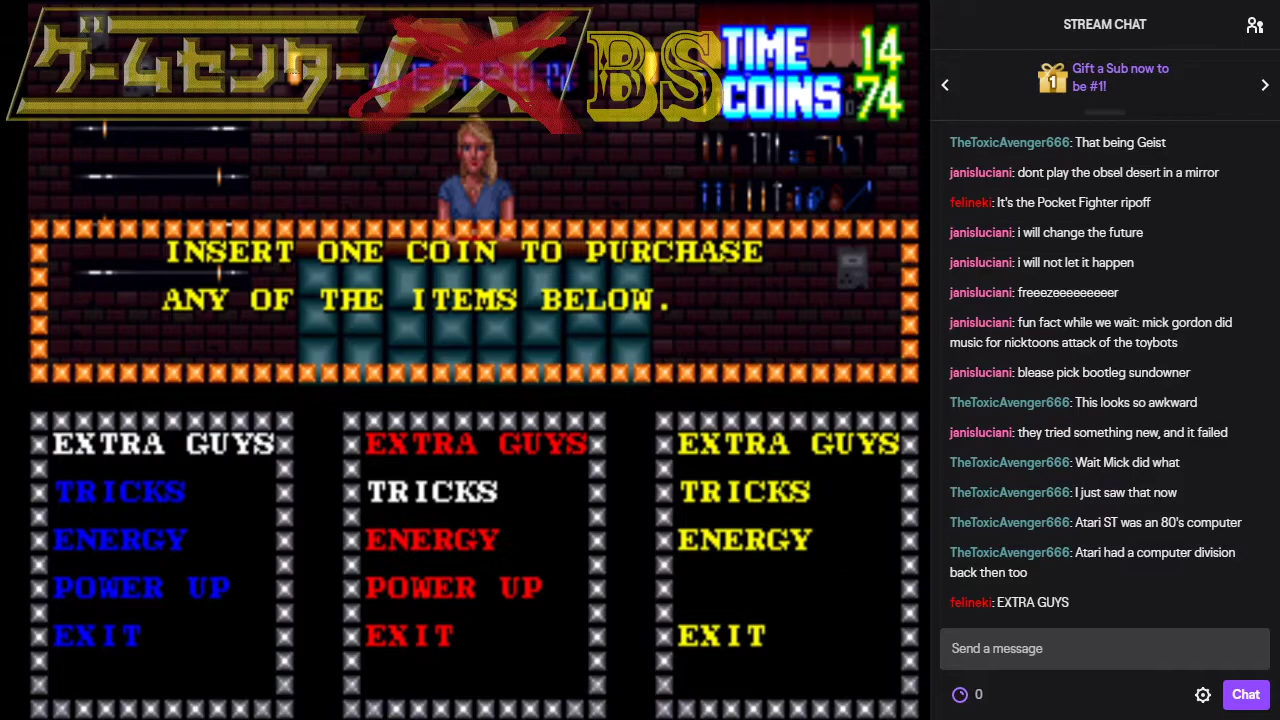 ゲームセンターDX BS
TIME 14
COINS 74
INSERT ONE COIN TO PURCHASE
ANY OF THE ITEMS BELOW.
EXTRA GUYS
TRICKS
ENERGY
POWER UP
EXIT
EXTRA GUYS
TRICKS
ENERGY
POWER UP
EXIT
EXTRA GUYS
TRICKS
ENERGY
EXIT
STREAM CHAT
1
Gift a Sub now to
be #1!
TheToxicAvenger666: That being Geist
janisluciani: dont play the obsel desert in a mirror
felineki: It's the Pocket Fighter ripoff
janisluciani: i will change the future
janisluciani: i will not let it happen
janisluciani: freeezeeeeeeeer
janisluciani: fun fact while we wait: mick gordon did
music for nicktoons attack of the toybots
janisluciani: blease pick bootleg sundowner
TheToxicAvenger666: This looks so awkward
janisluciani: they tried something new, and it failed
TheToxicAvenger666: Wait Mick did what
TheToxicAvenger666: I just saw that now
TheToxicAvenger666: Atari ST was an 80's computer
TheToxicAvenger666: Atari had a computer division
back then too
felineki: EXTRA GUYS
Send a message
0
Chat